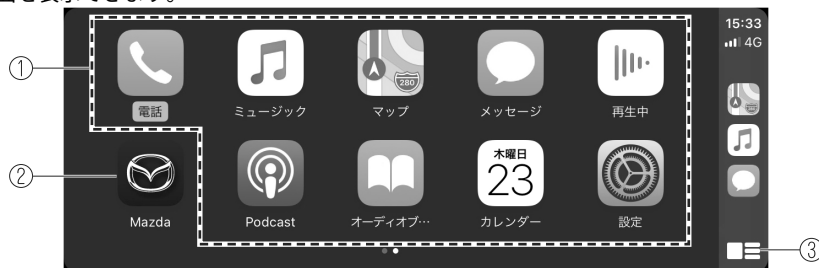 面を表示できます。
15:33
4G
①
280
電話
ミュージック
マップ
メッセージ
再生中
②
木曜日
23
Mazda
Podcast
オーディオブ…
カレンダー
設定
③